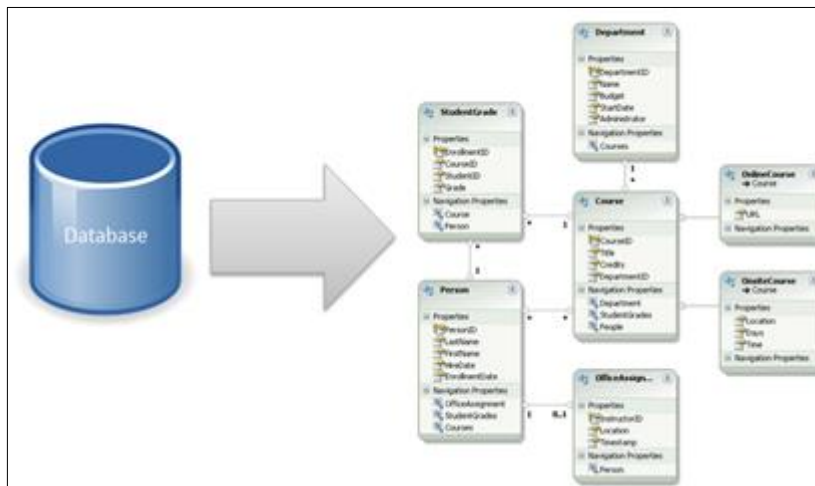 Database
StudentGrade
Properties
EnrollmentID
CourseID
StudentID
Grade
Navigation Properties
Course
Person
*
1
Person
Properties
PersonID
LastName
FirstName
HireDate
EnrollmentDate
Navigation Properties
OfficeAssignment
StudentGrades
Courses
Department
Properties
DepartmentID
Name
Budget
StartDate
Administrator
Navigation Properties
Courses
1
*
* 1
Course
Properties
CourseID
Title
Credits
DepartmentID
Navigation Properties
Department
StudentGrades
People
* *
OfficeAssign...
Properties
InstructorID
Location
Timestamp
Navigation Properties
Person
1 0..1
OnlineCourse
Course
Properties
URL
Navigation Properties
OnsiteCourse
Course
Properties
Location
Days
Time
Navigation Properties